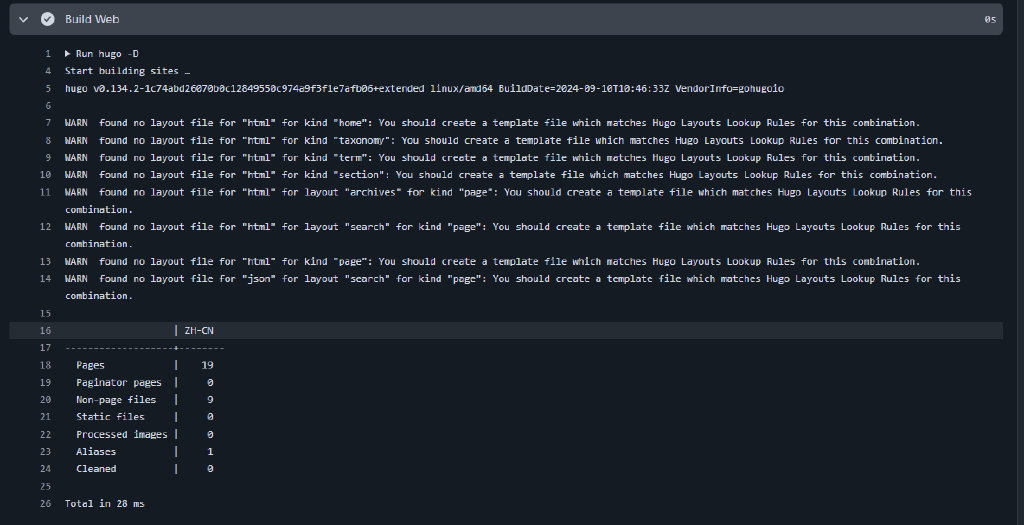 Build Web
0s
1 ▶ Run hugo -D
4 Start building sites …
5 hugo v0.134.2-1c74abd26070b0c12849550c974a9f3f1e7afb06+extended linux/amd64 BuildDate=2024-09-10T10:46:33Z VendorInfo=gohugoio
6
7 WARN  found no layout file for "html" for kind "home": You should create a template file which matches Hugo Layouts Lookup Rules for this combination.
8 WARN  found no layout file for "html" for kind "taxonomy": You should create a template file which matches Hugo Layouts Lookup Rules for this combination.
9 WARN  found no layout file for "html" for kind "term": You should create a template file which matches Hugo Layouts Lookup Rules for this combination.
10 WARN  found no layout file for "html" for kind "section": You should create a template file which matches Hugo Layouts Lookup Rules for this combination.
11 WARN  found no layout file for "html" for layout "archives" for kind "page": You should create a template file which matches Hugo Layouts Lookup Rules for this
combination.
12 WARN  found no layout file for "html" for layout "search" for kind "page": You should create a template file which matches Hugo Layouts Lookup Rules for this
combination.
13 WARN  found no layout file for "html" for kind "page": You should create a template file which matches Hugo Layouts Lookup Rules for this combination.
14 WARN  found no layout file for "json" for layout "search" for kind "page": You should create a template file which matches Hugo Layouts Lookup Rules for this
combination.
15
16 | ZH-CN
17 -------------------+--------
18 Pages | 19
19 Paginator pages | 0
20 Non-page files | 9
21 Static files | 0
22 Processed images | 0
23 Aliases | 1
24 Cleaned | 0
25
26 Total in 28 ms